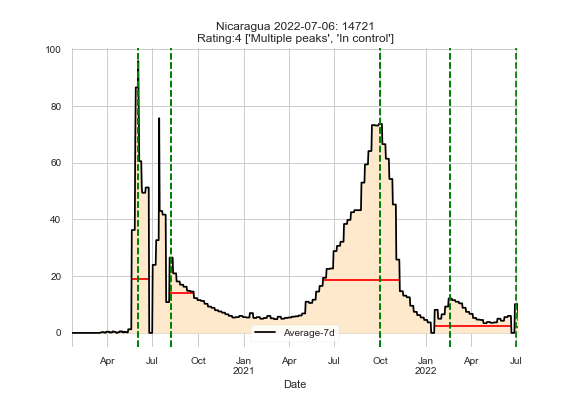 Nicaragua 2022-07-06: 14721
Rating:4 ['Multiple peaks', 'In control']
100
80
60
40
20
0
Average-7d
Apr Jul Oct Jan Apr Jul Oct Jan Apr Jul
2021 2022
Date